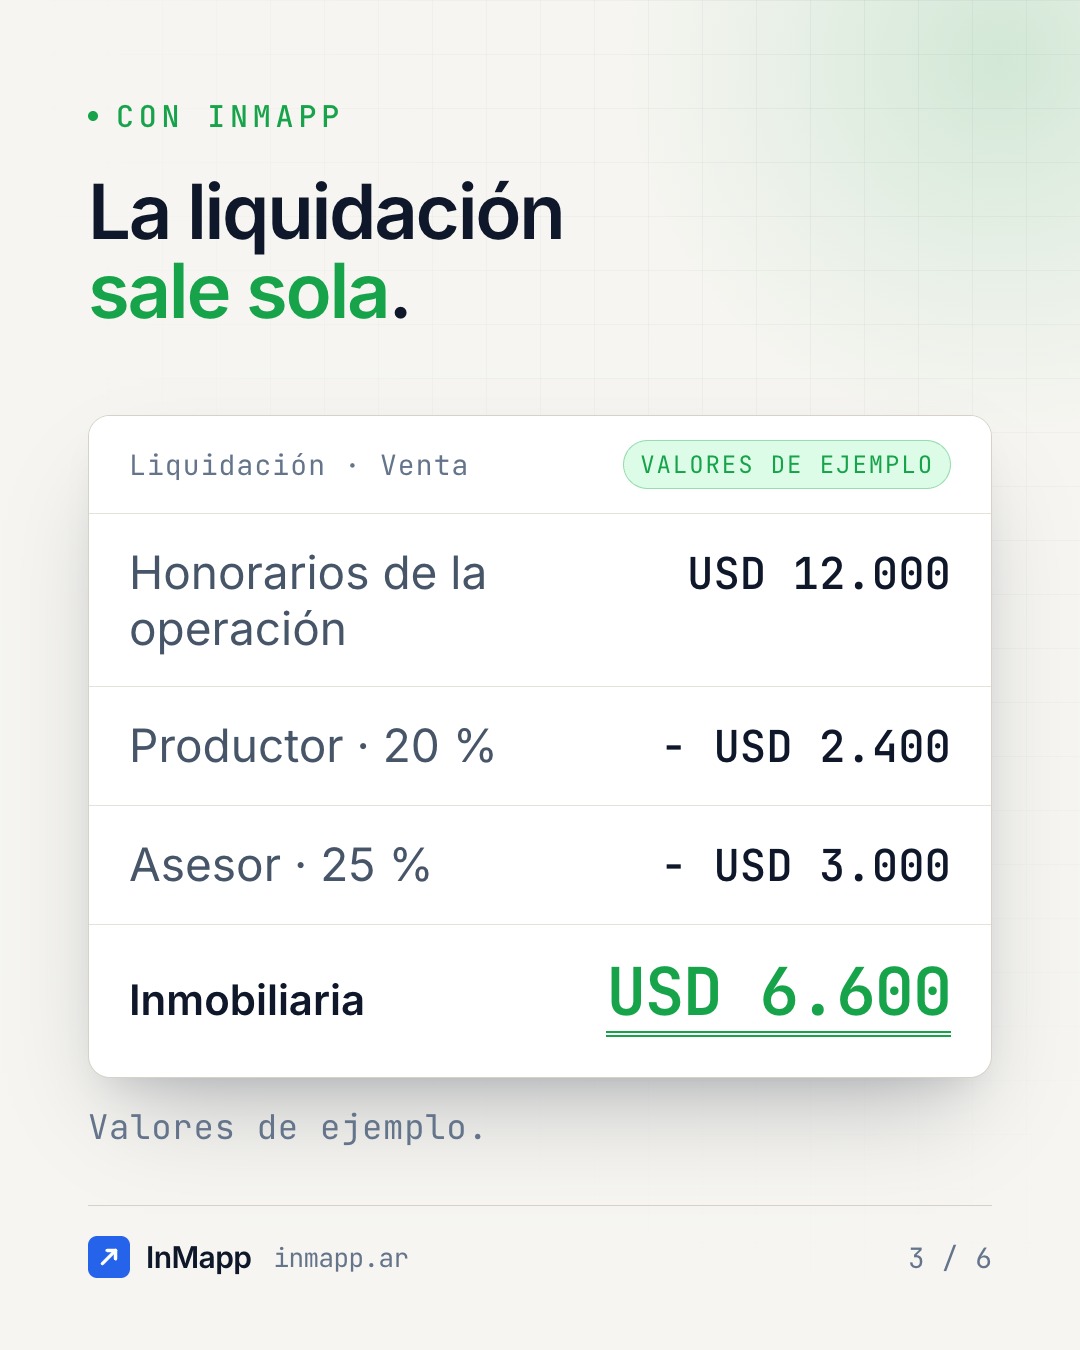 • CON INMAPP
La liquidación
sale sola.
Liquidación · Venta
VALORES DE EJEMPLO
Honorarios de la
operación
USD 12.000
Productor · 20 %
- USD 2.400
Asesor · 25 %
- USD 3.000
Inmobiliaria
USD 6.600
Valores de ejemplo.
InMapp inmapp.ar
3 / 6